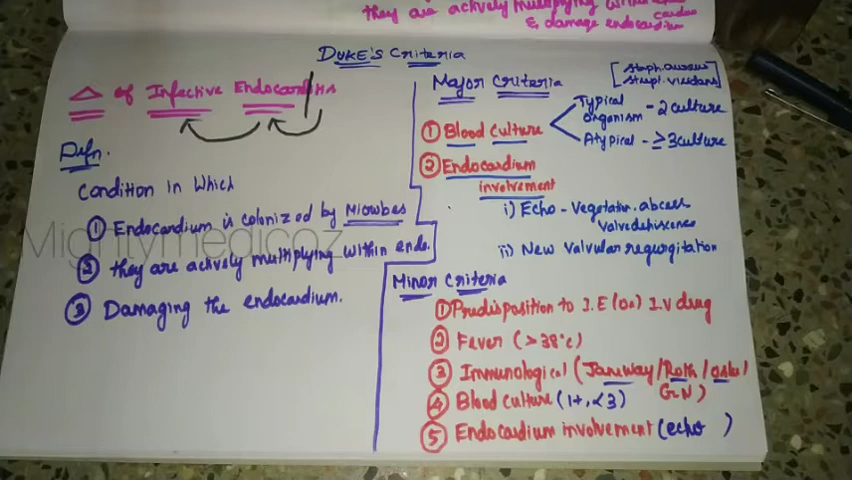 they are actively multiplying within
& damage endocardium
DUKE'S Criteria
△ of Infective Endocarditis
Defn.
Condition in Which
① Endocardium is colonized by Microbes
② they are actively multiplying within endo.
③ Damaging the endocardium.
Mightymedicoz
Major Criteria
[Staph. aureus
Strept. viridans]
① Blood Culture
Typical organism - 2 culture
Atypical - ≥3 culture
② Endocardium
involvement
i) Echo - Vegetation. abcess
Valve dehiscence
ii) New Valvular regurgitation
Minor Criteria
① Predisposition to I.E (or) I.V drug
② Fever (>38°c)
③ Immunological (Janeway/Roth/osler/
GN)
④ Blood culture (1+, <3)
⑤ Endocardium involvement (echo )